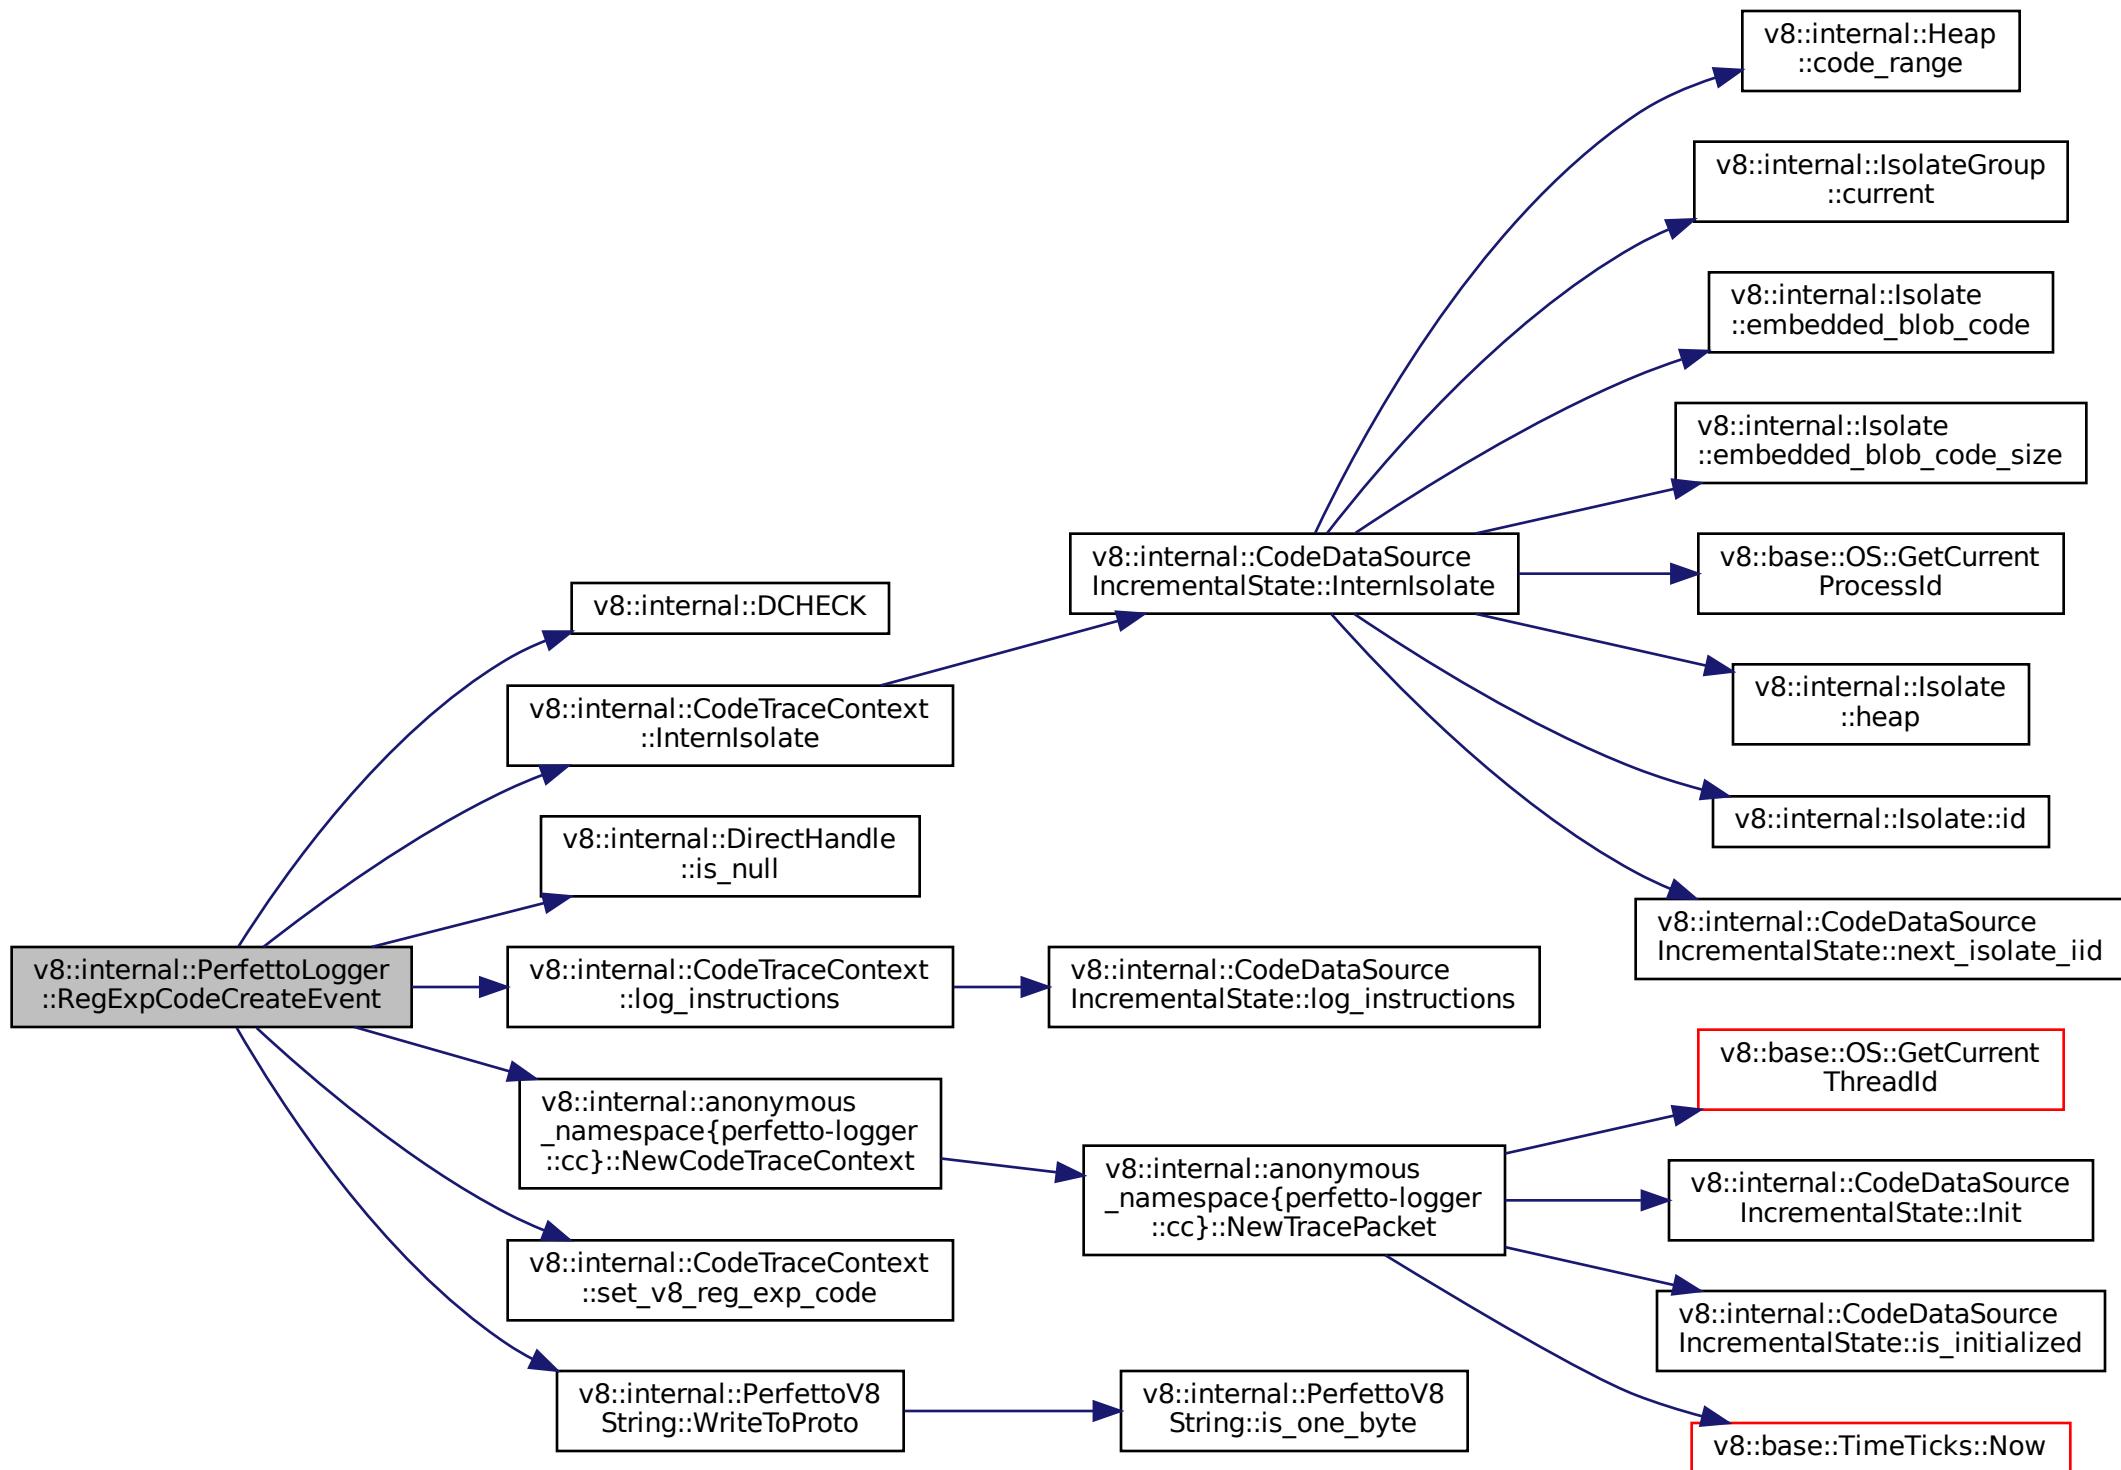 v8::internal::PerfettoLogger
::RegExpCodeCreateEvent
v8::internal::DCHECK
v8::internal::CodeTraceContext
::InternIsolate
v8::internal::DirectHandle
::is_null
v8::internal::CodeTraceContext
::log_instructions
v8::internal::anonymous
_namespace{perfetto-logger
::cc}::NewCodeTraceContext
v8::internal::CodeTraceContext
::set_v8_reg_exp_code
v8::internal::PerfettoV8
String::WriteToProto
v8::internal::CodeDataSource
IncrementalState::InternIsolate
v8::internal::CodeDataSource
IncrementalState::log_instructions
v8::internal::anonymous
_namespace{perfetto-logger
::cc}::NewTracePacket
v8::internal::PerfettoV8
String::is_one_byte
v8::internal::Heap
::code_range
v8::internal::IsolateGroup
::current
v8::internal::Isolate
::embedded_blob_code
v8::internal::Isolate
::embedded_blob_code_size
v8::base::OS::GetCurrent
ProcessId
v8::internal::Isolate
::heap
v8::internal::Isolate::id
v8::internal::CodeDataSource
IncrementalState::next_isolate_iid
v8::base::OS::GetCurrent
ThreadId
v8::internal::CodeDataSource
IncrementalState::Init
v8::internal::CodeDataSource
IncrementalState::is_initialized
v8::base::TimeTicks::Now